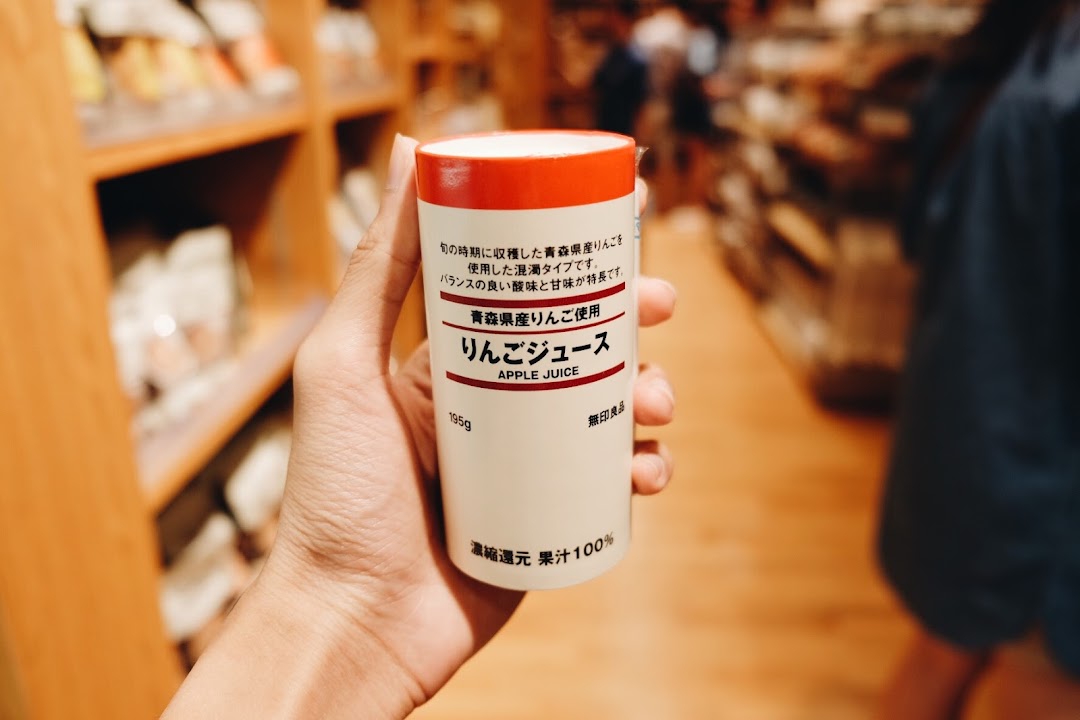 旬の時期に収穫した青森県産りんごを
使用した混濁タイプです。
バランスの良い酸味と甘味が特長です。
青森県産りんご使用
りんごジュース
APPLE JUICE
195g
無印良品
濃縮還元 果汁100%